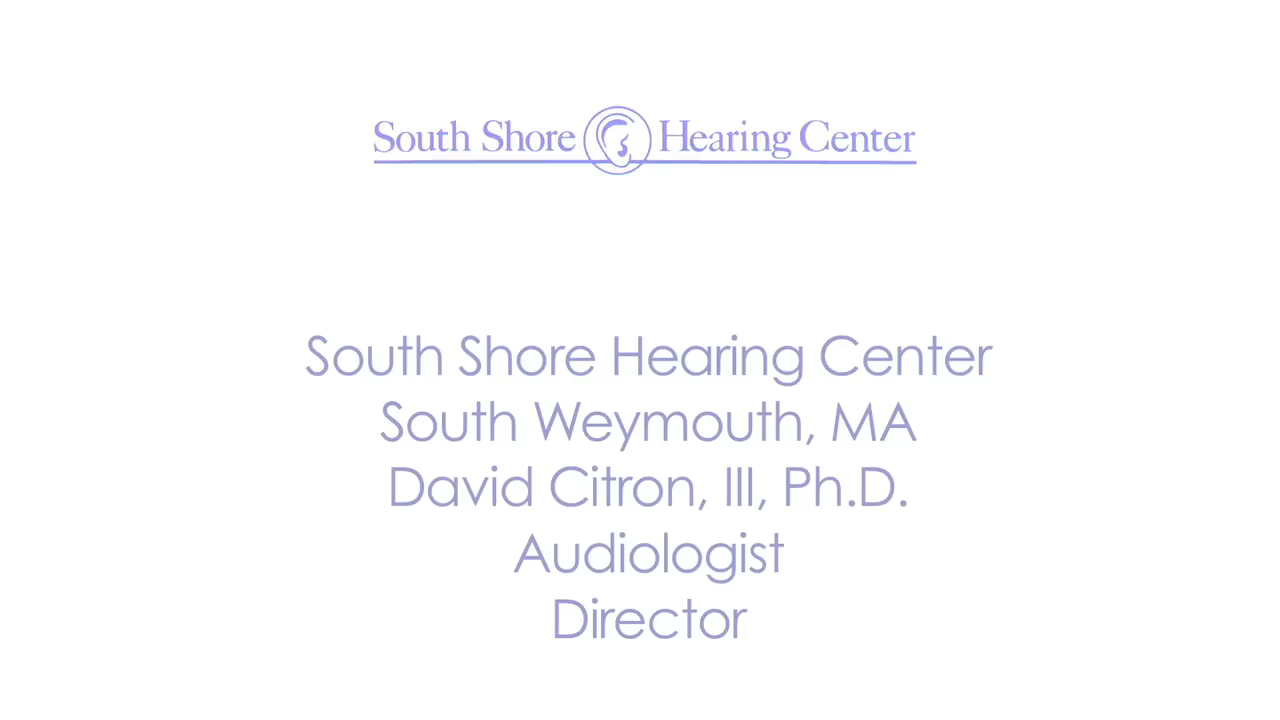 South Shore Hearing Center
South Shore Hearing Center
South Weymouth, MA
David Citron, III, Ph.D.
Audiologist
Director